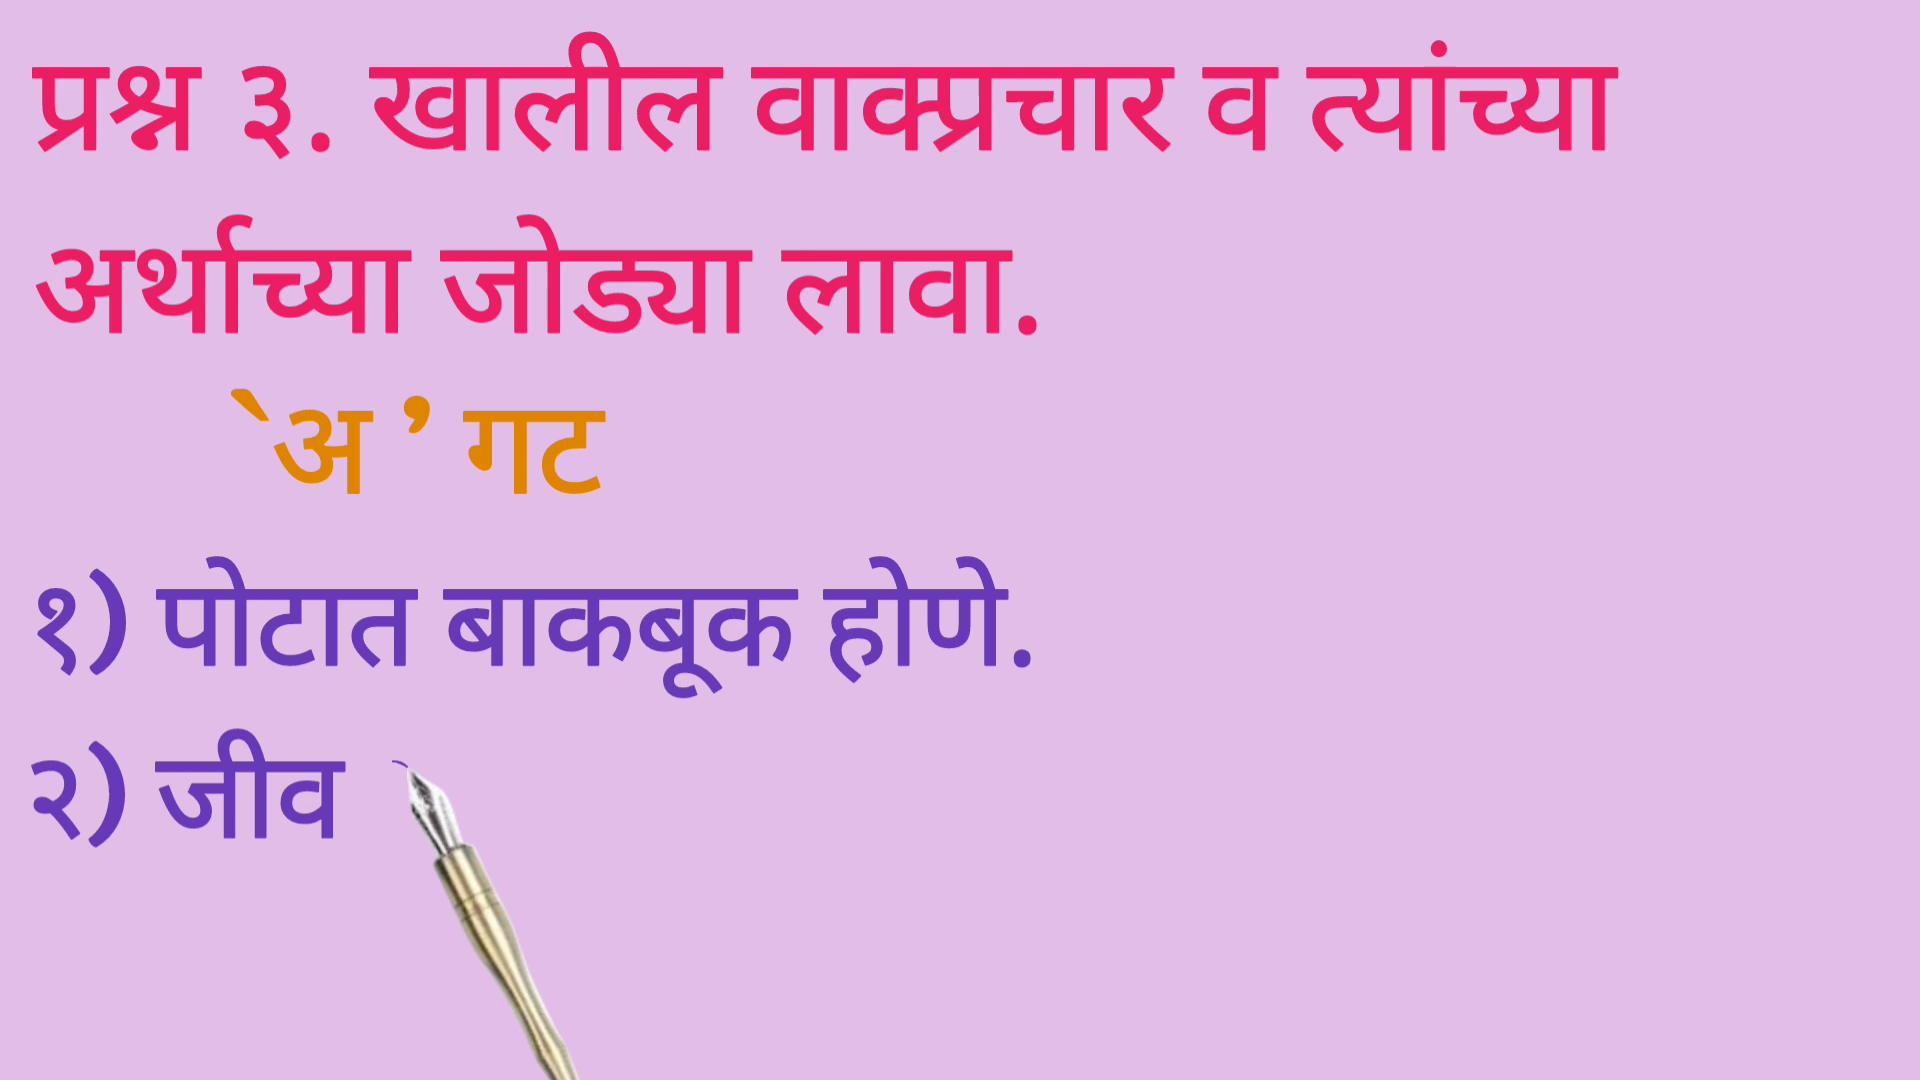 प्रश्न ३. खालील वाक्प्रचार व त्यांच्या
अर्थाच्या जोड्या लावा.
`अ ’ गट
१) पोटात बाकबूक होणे.
२) जीव